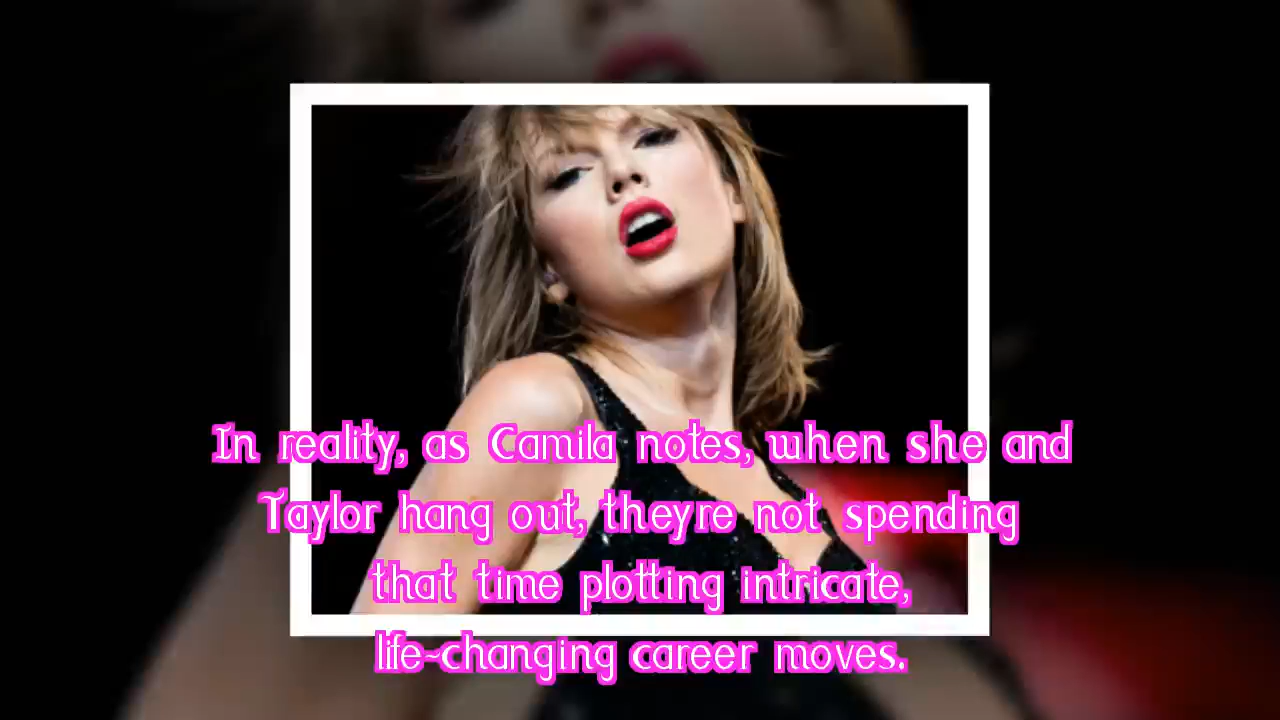 In reality, as Camila notes, when she and
Taylor hang out, theyre not spending
that time plotting intricate,
life-changing career moves.